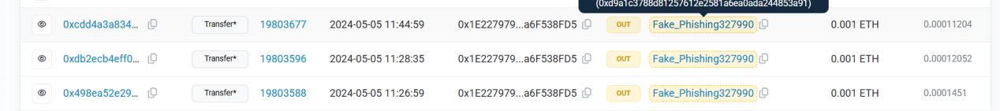 (0xd9a1c3788d81257612e2581a6ea0ada244853a91)
0xcdd4a3a834... Transfer* 19803677 2024-05-05 11:44:59 0x1E227979...a6F538FD5 OUT Fake_Phishing327990 0.001 ETH 0.00011204
0xdb2ecb4eff0... Transfer* 19803596 2024-05-05 11:28:35 0x1E227979...a6F538FD5 OUT Fake_Phishing327990 0.001 ETH 0.00012052
0x498ea52e29... Transfer* 19803588 2024-05-05 11:26:59 0x1E227979...a6F538FD5 OUT Fake_Phishing327990 0.001 ETH 0.0001451